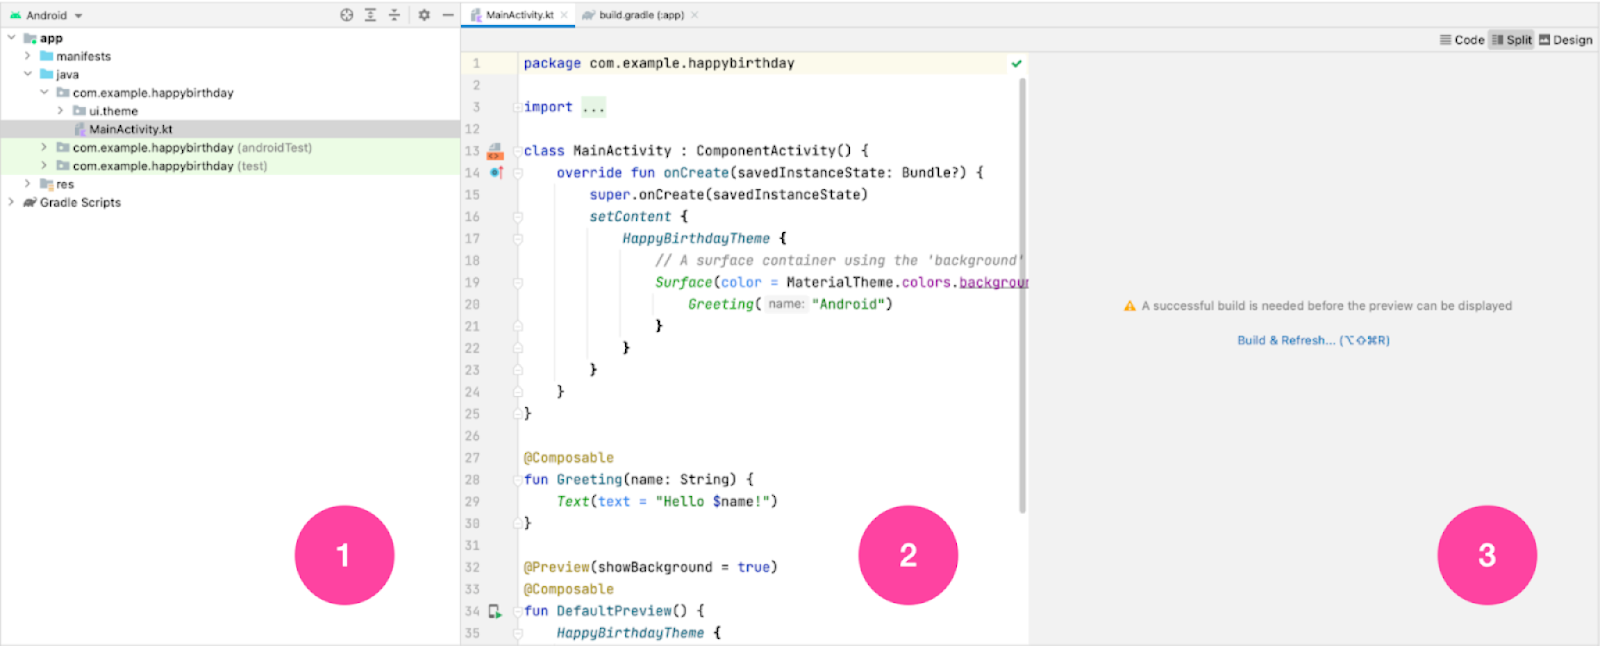 Android
MainActivity.kt
build.gradle (:app)
Code
Split
Design
app
manifests
java
com.example.happybirthday
ui.theme
MainActivity.kt
com.example.happybirthday (androidTest)
com.example.happybirthday (test)
res
Gradle Scripts
1 package com.example.happybirthday
2
3 import ...
12
13 class MainActivity : ComponentActivity() {
14 override fun onCreate(savedInstanceState: Bundle?) {
15 super.onCreate(savedInstanceState)
16 setContent {
17 HappyBirthdayTheme {
18 // A surface container using the 'background'
19 Surface(color = MaterialTheme.colors.backgroun
20 Greeting( name: "Android")
21 }
22 }
23 }
24 }
25 }
26
27 @Composable
28 fun Greeting(name: String) {
29 Text(text = "Hello $name!")
30 }
31
32 @Preview(showBackground = true)
33 @Composable
34 fun DefaultPreview() {
35 HappyBirthdayTheme {
A successful build is needed before the preview can be displayed
Build & Refresh... (⌥⇧⌘R)
1
2
3